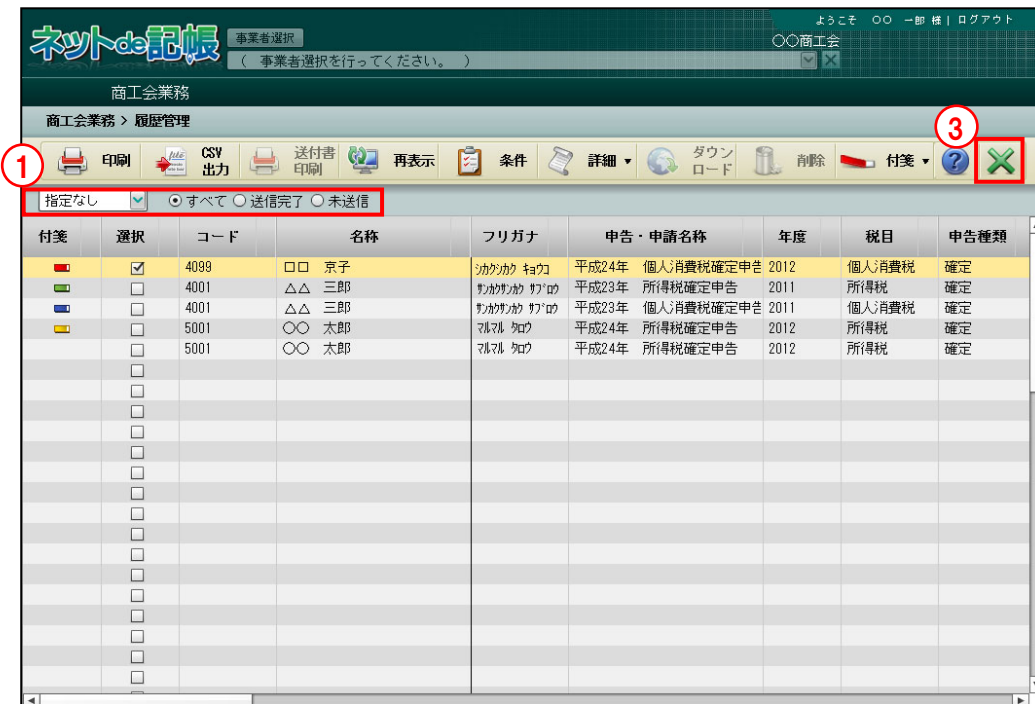 ようこそ　〇〇　一郎 様 | ログアウト
ネットde記帳
事業者選択
〇〇商工会
（　事業者選択を行ってください。　）
商工会業務
商工会業務 > 履歴管理
③
①
印刷　CSV出力　送付書印刷　再表示　条件　詳細▼　ダウンロード　削除　付箋▼　?
指定なし　すべて　送信完了　未送信
付箋　選択　コード　名称　フリガナ　申告・申請名称　年度　税目　申告種類
4099　□□　京子　ｼｶｸｼｶｸ ｷｮｳｺ　平成24年　個人消費税確定申告　2012　個人消費税　確定
4001　△△　三郎　ｻﾝｶｸｻﾝｶｸ ｻﾌﾞﾛｳ　平成23年　所得税確定申告　2011　所得税　確定
4001　△△　三郎　ｻﾝｶｸｻﾝｶｸ ｻﾌﾞﾛｳ　平成23年　個人消費税確定申告　2011　個人消費税　確定
5001　〇〇　太郎　ﾏﾙﾏﾙ ﾀﾛｳ　平成24年　所得税確定申告　2012　所得税　確定
5001　〇〇　太郎　ﾏﾙﾏﾙ ﾀﾛｳ　平成24年　所得税確定申告　2012　所得税　確定